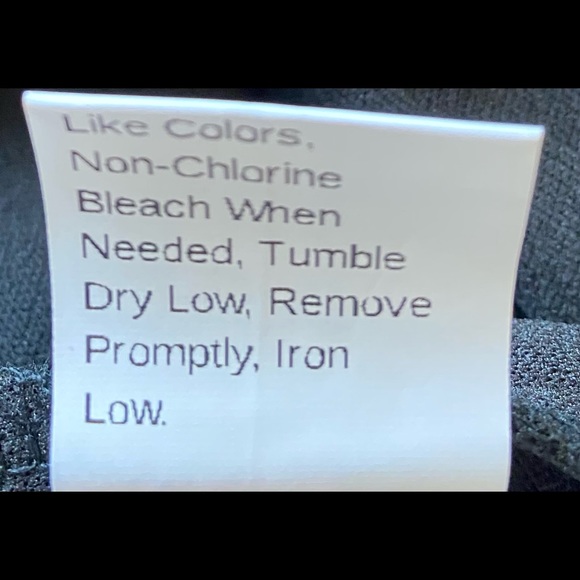 Like Colors,
Non-Chlorine
Bleach When
Needed, Tumble
Dry Low, Remove
Promptly, Iron
Low.